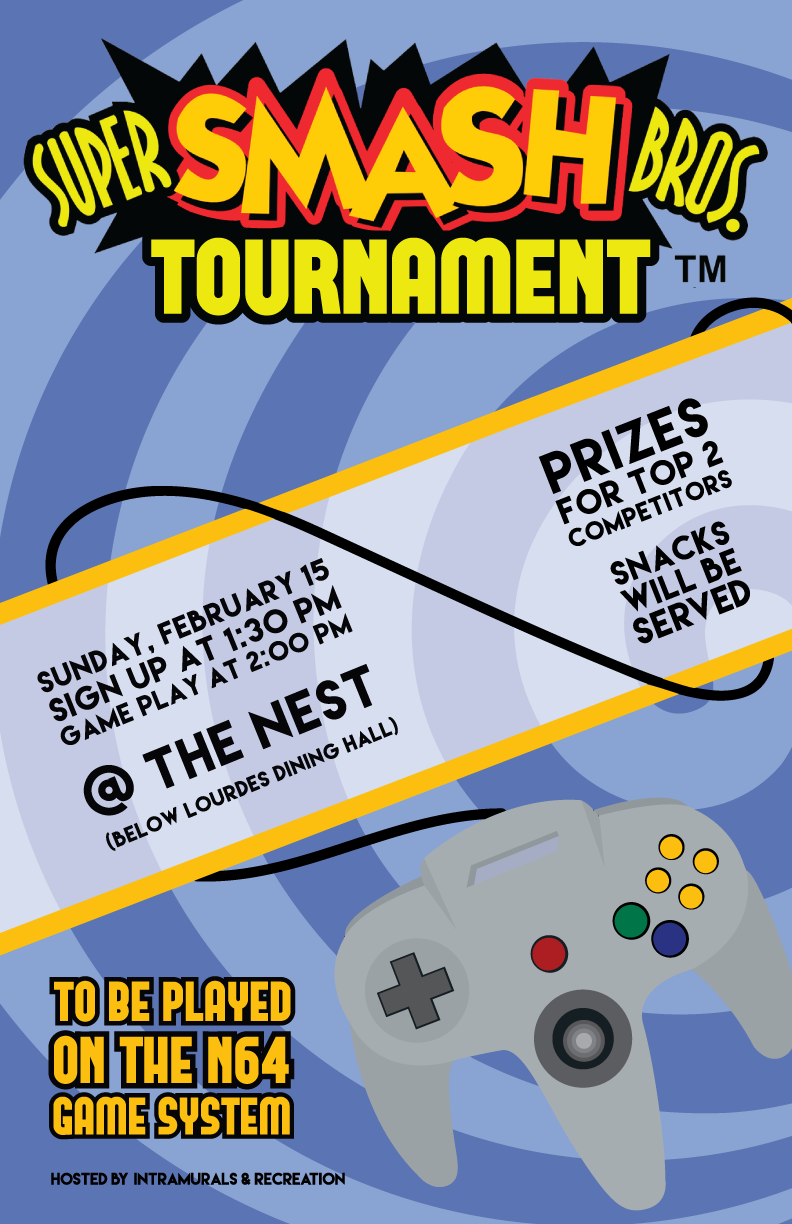 SUPER SMASH BROS.
TOURNAMENT TM
PRIZES
FOR TOP 2
COMPETITORS
SNACKS
WILL BE
SERVED
SUNDAY, FEBRUARY 15
SIGN UP AT 1:30 PM
GAME PLAY AT 2:00 PM
@ THE NEST
(BELOW LOURDES DINING HALL)
TO BE PLAYED
ON THE N64
GAME SYSTEM
HOSTED BY INTRAMURALS & RECREATION